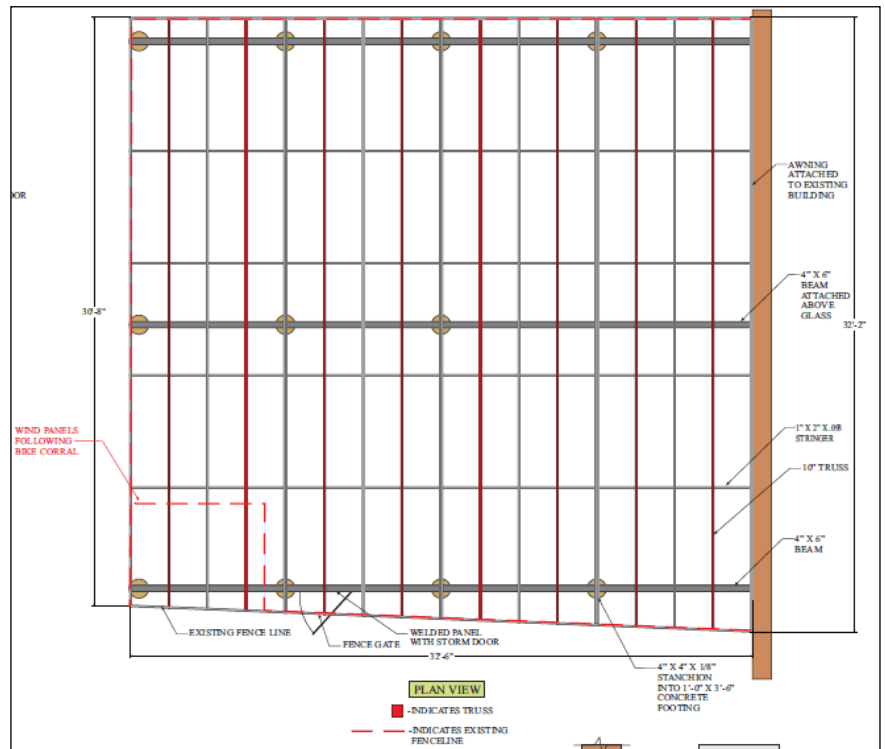 AWNING
ATTACHED
TO EXISTING
BUILDING
OOR
4" X 6"
BEAM
ATTACHED
ABOVE
GLASS
30'-8"
32'-2"
WIND PANELS
FOLLOWING
BIKE CORRAL
1" X 2" X
STRINGER
10" TRUSS
4" X 6"
BEAM
EXISTING FENCE LINE
FENCE GATE
WELDED PANEL
WITH STORM DOOR
32'-6"
4" X 4" X 1/8"
STANCHION
INTO 1'-0" X 3'-6"
CONCRETE
FOOTING
PLAN VIEW
-INDICATES TRUSS
-INDICATES EXISTING
FENCELINE